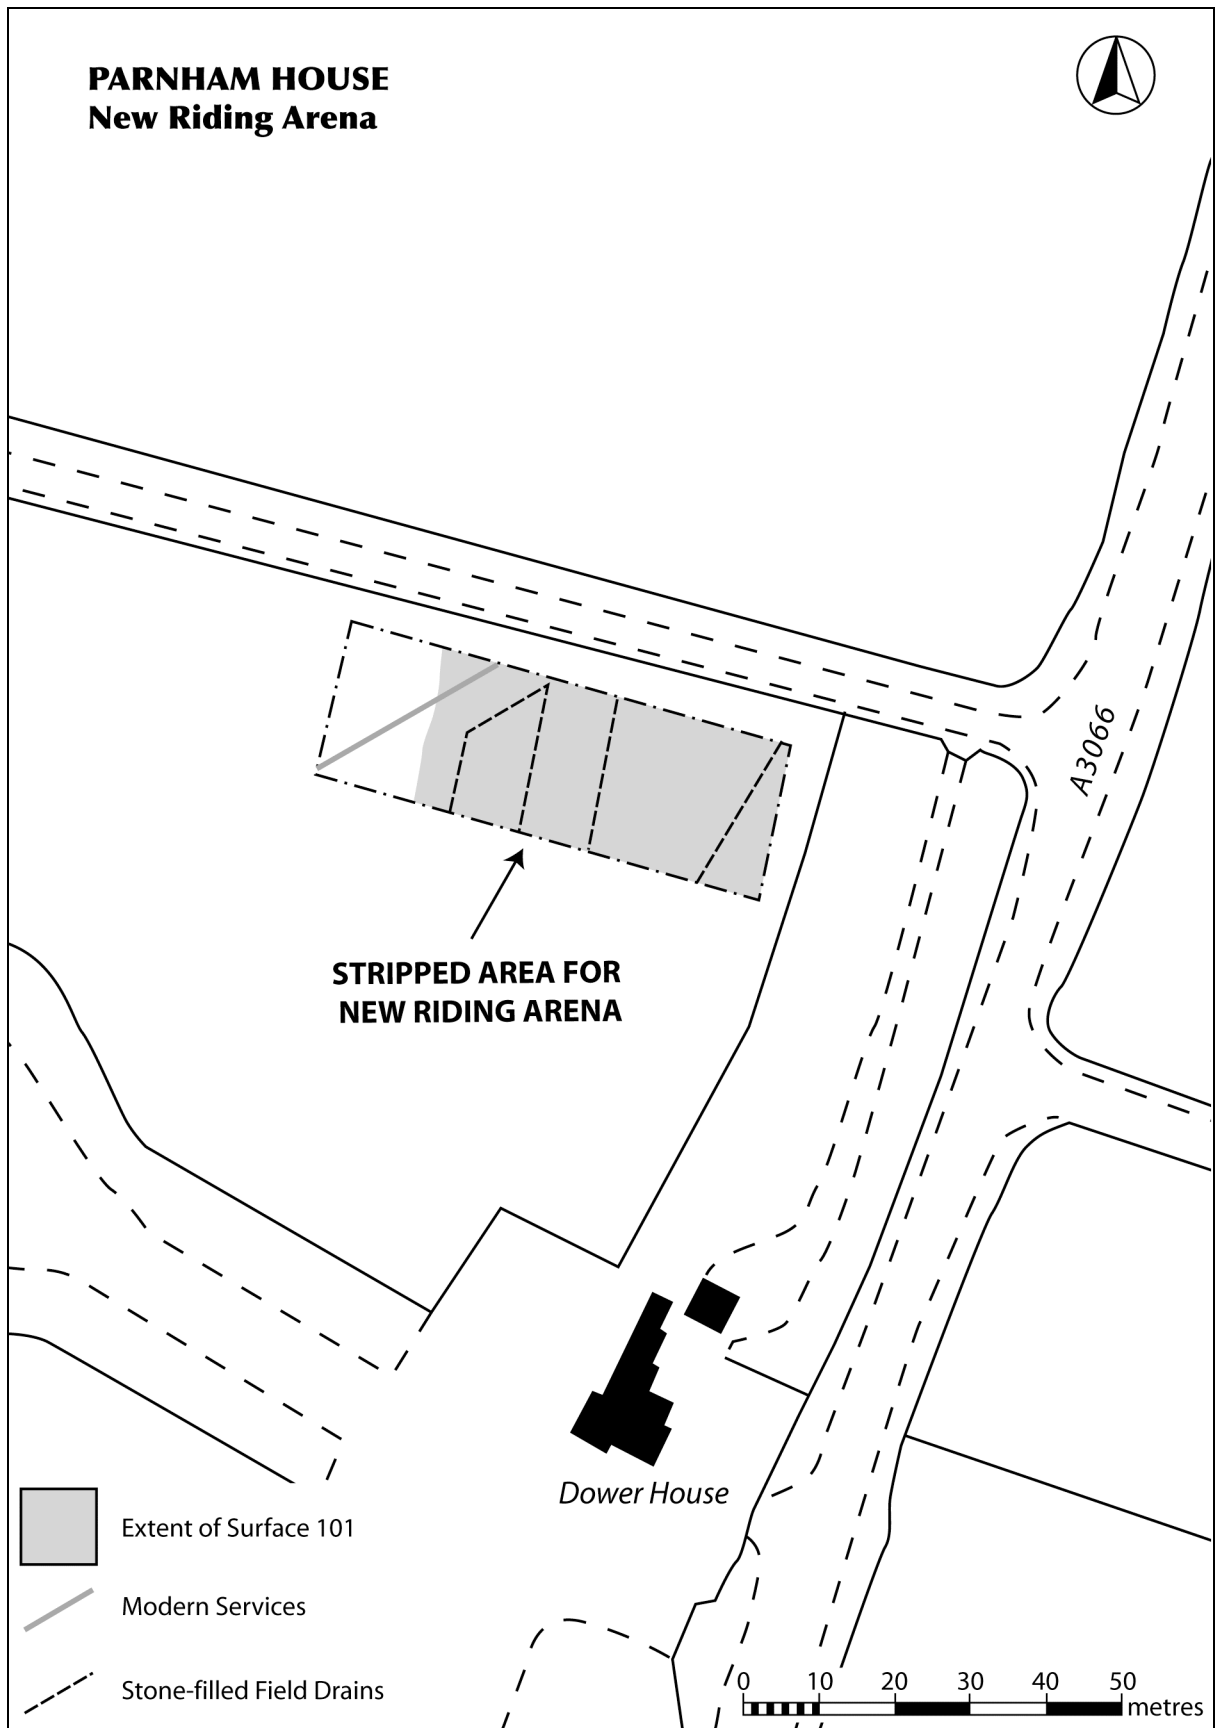 PARNHAM HOUSE
New Riding Arena
A3066
STRIPPED AREA FOR
NEW RIDING ARENA
Dower House
Extent of Surface 101
Modern Services
Stone-filled Field Drains
0 10 20 30 40 50
metres